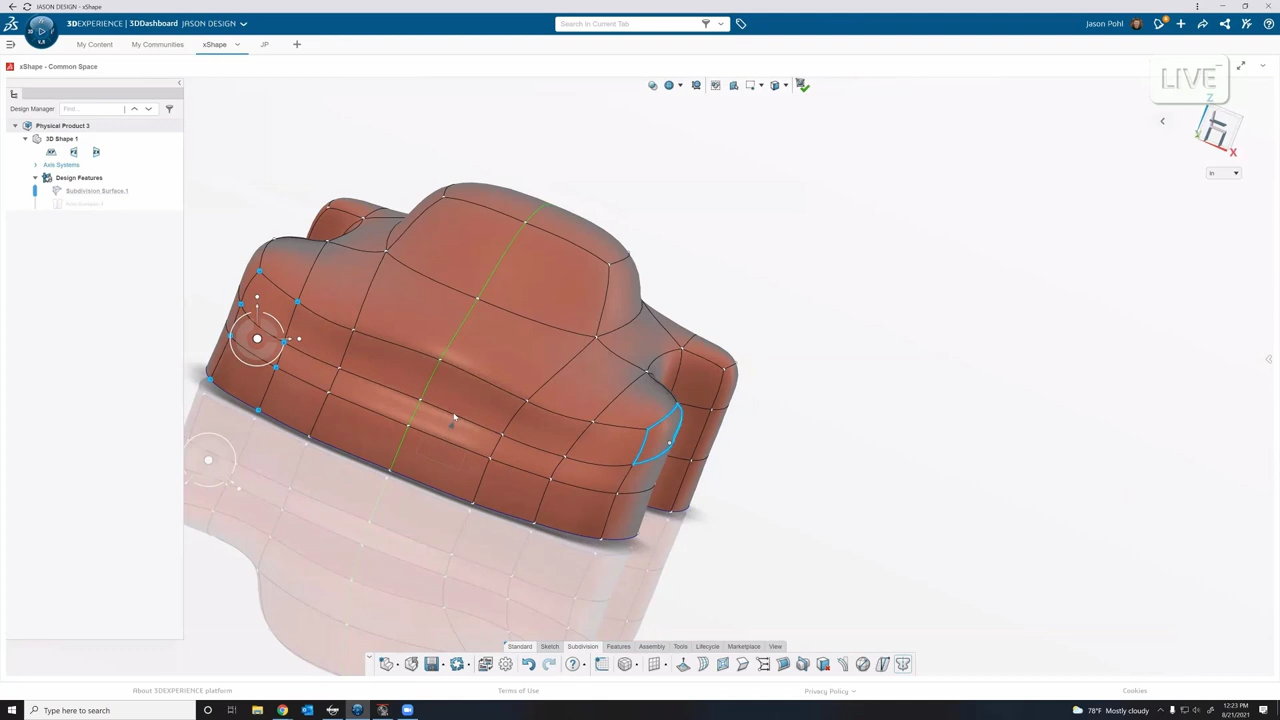 JASON DESIGN - xShape
3DEXPERIENCE | 3DDashboard JASON DESIGN
Search in Current Tab
Jason Pohl
My Content
My Communities
xShape
JP
xShape - Common Space
LIVE
Design Manager
Find...
Physical Product 3
3D Shape 1
Axis Systems
Design Features
Subdivision Surface.1
Z
Y
X
in
Standard
Sketch
Subdivision
Features
Assembly
Tools
Lifecycle
Marketplace
View
About 3DEXPERIENCE platform
Terms of Use
Privacy Policy
Cookies
Type here to search
78°F Mostly cloudy
12:23 PM
8/21/2021